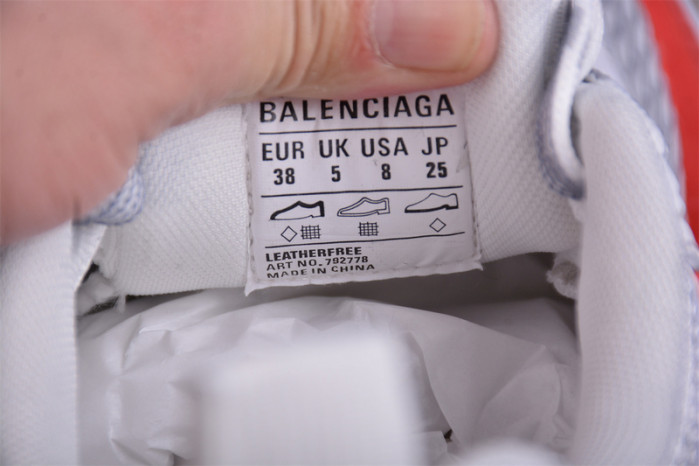 BALENCIAGA
EUR UK USA JP
38 5 8 25
LEATHERFREE
ART NO. 792778
MADE IN CHINA